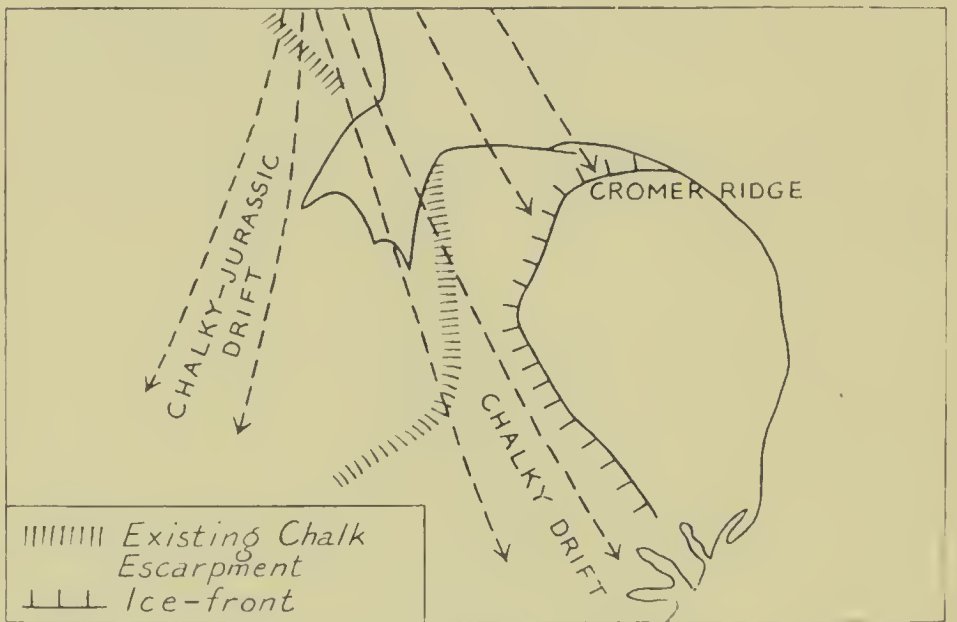 CROMER RIDGE
CHALKY-JURASSIC
DRIFT
CHALKY DRIFT
Existing Chalk
Escarpment
Ice-front